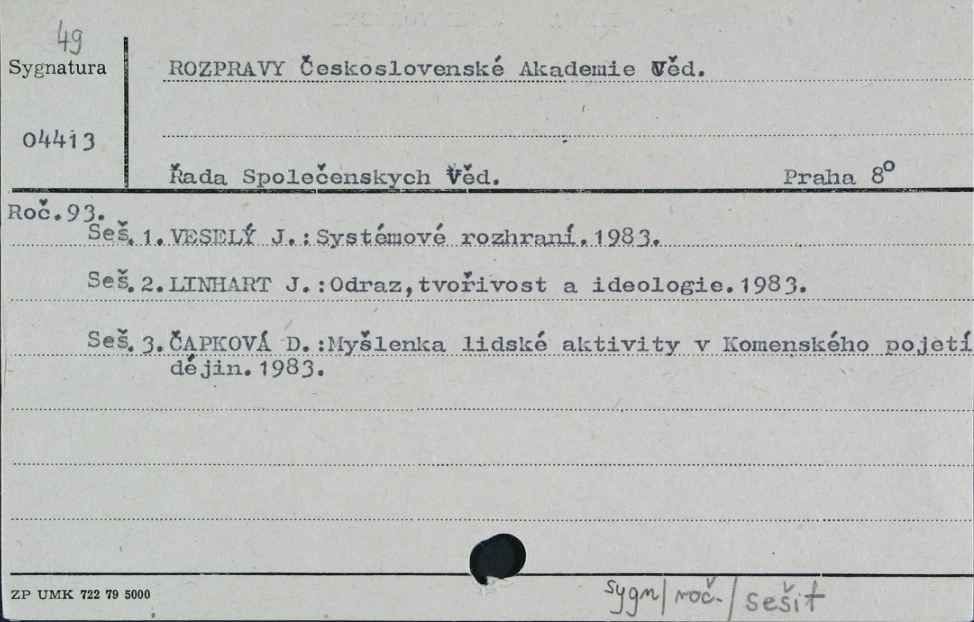 49
Sygnatura
ROZPRAVY Československé Akademie Věd.
04413
Řada Společenskych Věd. Praha 8º
Roč.93.
Seš.1.VESELÝ J.:Systémové rozhraní.1983.
Seš.2.LINHART J.:Odraz,tvořivost a ideologie.1983.
Seš.3.ČAPKOVÁ D.:Myšlenka lidské aktivity v Komenského pojetí
déjin.1983.
ZP UMK 722 79 5000
sygn/roč./sešit